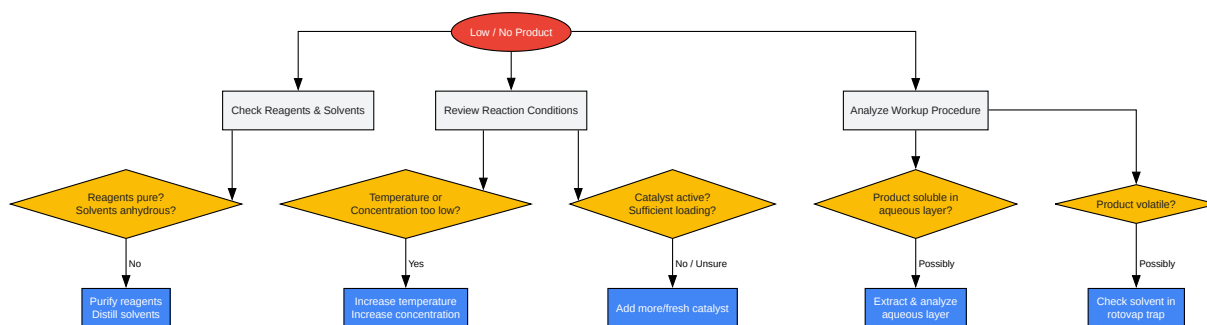 Low / No Product
Check Reagents & Solvents
Review Reaction Conditions
Analyze Workup Procedure
Reagents pure?
Solvents anhydrous?
Temperature or
Concentration too low?
Catalyst active?
Sufficient loading?
Product soluble in
aqueous layer?
Product volatile?
No
Yes
No / Unsure
Possibly
Possibly
Purify reagents
Distill solvents
Increase temperature
Increase concentration
Add more/fresh catalyst
Extract & analyze
aqueous layer
Check solvent in
rotovap trap